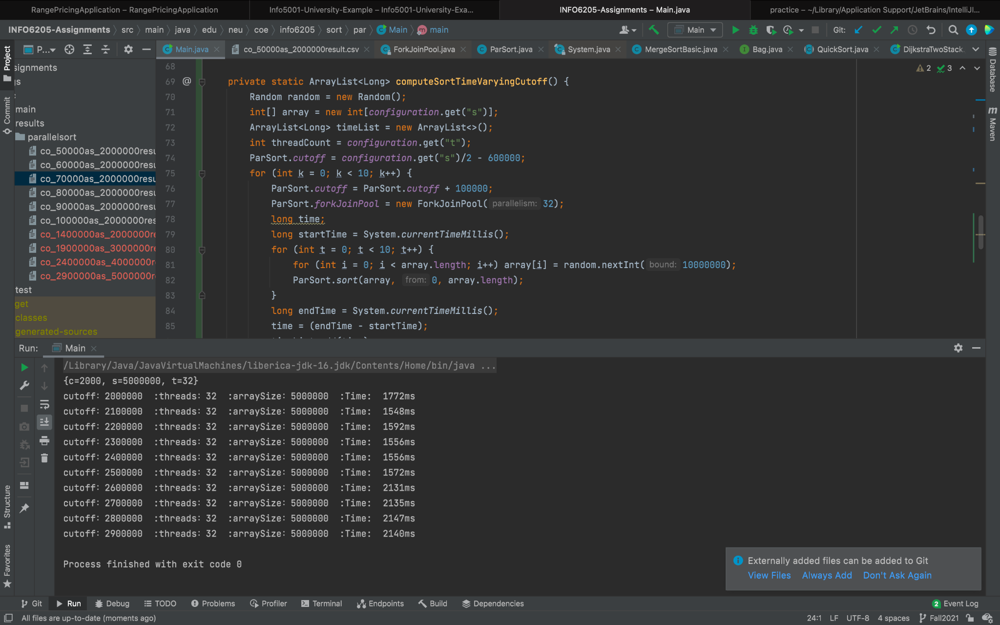 RangePricingApplication – RangePricingApplication
Info5001-University-Example – Info5001-University-Exa...
INFO6205-Assignments – Main.java
practice – ~/Library/Application Support/JetBrains/IntelliJI...
INFO6205-Assignments src main java edu neu coe info6205 sort par Main main
Main
Git:
P...
Main.java
co_50000as_2000000result.csv
ForkJoinPool.java
ParSort.java
System.java
MergeSortBasic.java
Bag.java
QuickSort.java
DijkstraTwoStack
Project
Commit
Structure
Favorites
Database
Maven
2 3
signments
main
results
parallelsort
co_50000as_2000000resu
co_60000as_2000000resu
co_70000as_2000000resu
co_80000as_2000000resu
co_90000as_2000000resu
co_100000as_2000000res
co_1400000as_2000000re
co_1900000as_3000000re
co_2400000as_4000000r
co_2900000as_5000000r
test
get
classes
generated-sources
68
69 @ private static ArrayList<Long> computeSortTimeVaryingCutoff() {
70 Random random = new Random();
71 int[] array = new int[configuration.get("s")];
72 ArrayList<Long> timeList = new ArrayList<>();
73 int threadCount = configuration.get("t");
74 ParSort.cutoff = configuration.get("s")/2 - 600000;
75 for (int k = 0; k < 10; k++) {
76 ParSort.cutoff = ParSort.cutoff + 100000;
77 ParSort.forkJoinPool = new ForkJoinPool( parallelism: 32);
78 long time;
79 long startTime = System.currentTimeMillis();
80 for (int t = 0; t < 10; t++) {
81 for (int i = 0; i < array.length; i++) array[i] = random.nextInt( bound: 10000000);
82 ParSort.sort(array, from: 0, array.length);
83 }
84 long endTime = System.currentTimeMillis();
85 time = (endTime - startTime);
Run: Main
/Library/Java/JavaVirtualMachines/liberica-jdk-16.jdk/Contents/Home/bin/java ...
{c=2000, s=5000000, t=32}
cutoff: 2000000 :threads: 32 :arraySize: 5000000 :Time: 1772ms
cutoff: 2100000 :threads: 32 :arraySize: 5000000 :Time: 1548ms
cutoff: 2200000 :threads: 32 :arraySize: 5000000 :Time: 1592ms
cutoff: 2300000 :threads: 32 :arraySize: 5000000 :Time: 1556ms
cutoff: 2400000 :threads: 32 :arraySize: 5000000 :Time: 1556ms
cutoff: 2500000 :threads: 32 :arraySize: 5000000 :Time: 1572ms
cutoff: 2600000 :threads: 32 :arraySize: 5000000 :Time: 2131ms
cutoff: 2700000 :threads: 32 :arraySize: 5000000 :Time: 2135ms
cutoff: 2800000 :threads: 32 :arraySize: 5000000 :Time: 2147ms
cutoff: 2900000 :threads: 32 :arraySize: 5000000 :Time: 2140ms
Process finished with exit code 0
Externally added files can be added to Git
View Files Always Add Don't Ask Again
Git Run Debug TODO Problems Profiler Terminal Endpoints Build Dependencies
2 Event Log
All files are up-to-date (moments ago)
24:1 LF UTF-8 4 spaces Fall2021